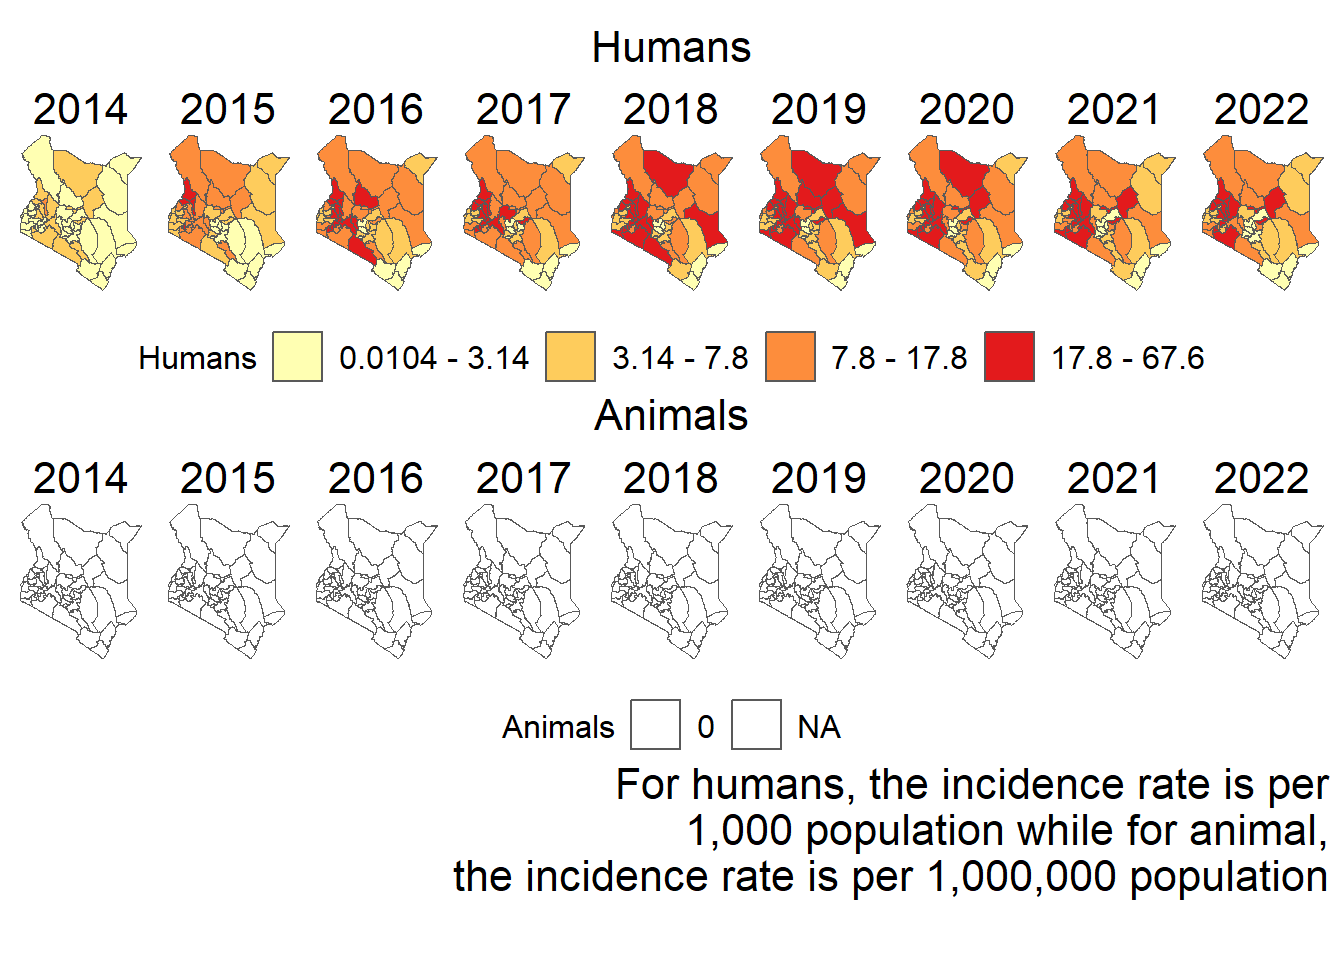 Humans
2014 2015 2016 2017 2018 2019 2020 2021 2022
Humans 0.0104 - 3.14 3.14 - 7.8 7.8 - 17.8 17.8 - 67.6
Animals
2014 2015 2016 2017 2018 2019 2020 2021 2022
Animals 0 NA
For humans, the incidence rate is per
1,000 population while for animal,
the incidence rate is per 1,000,000 population